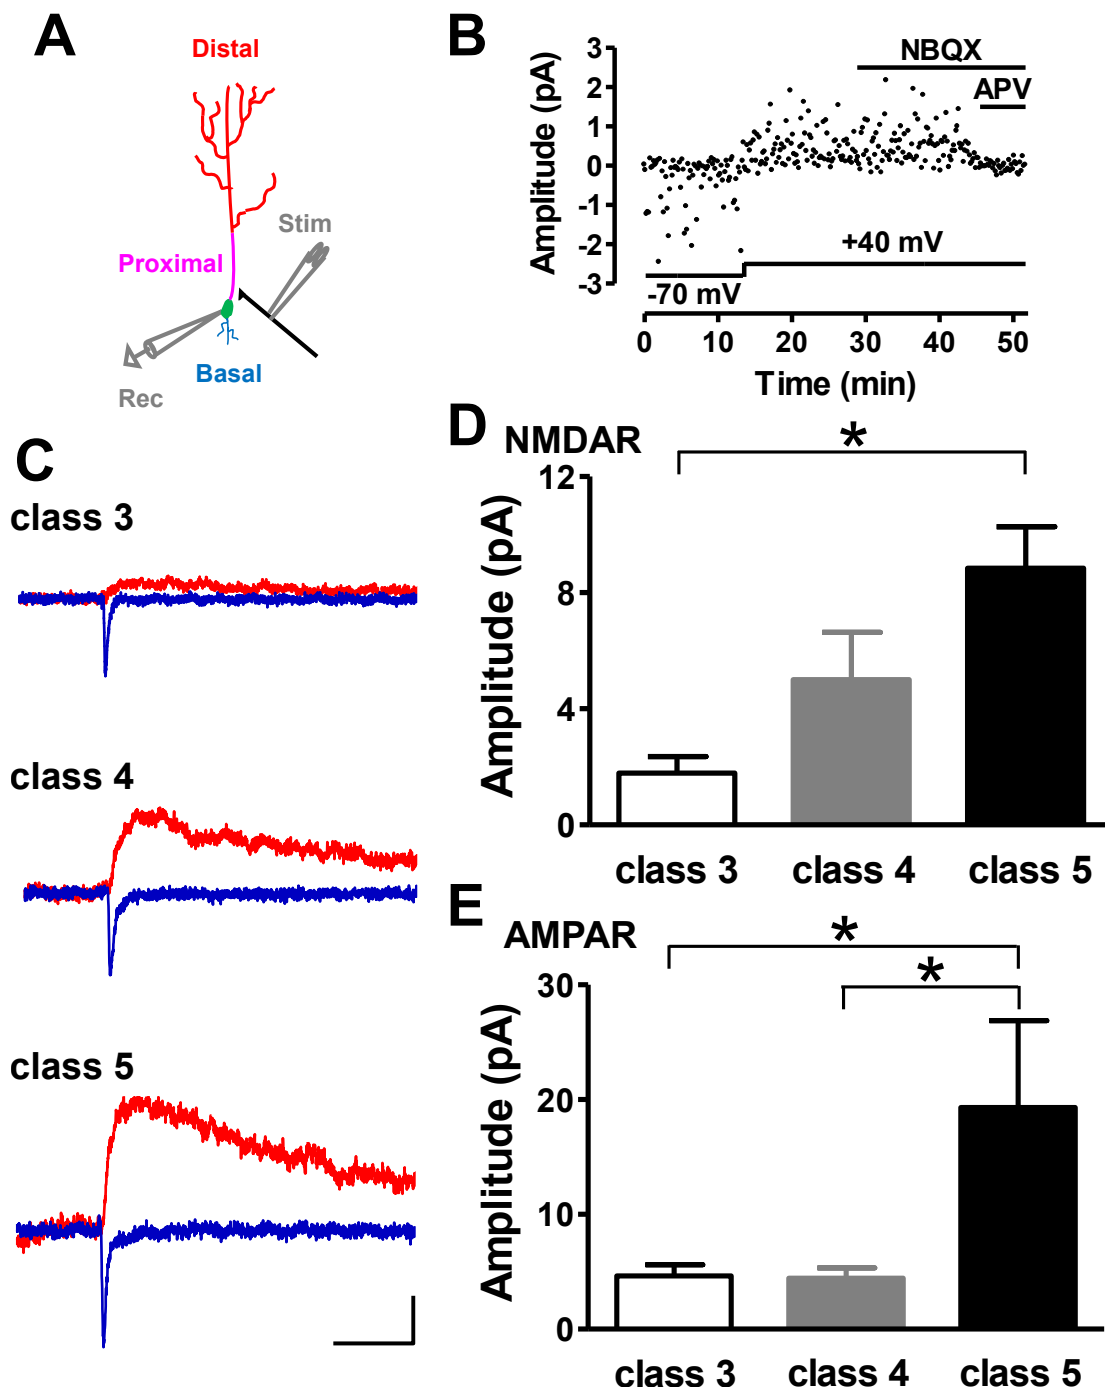 A
Distal
Stim
Proximal
Basal
Rec
B
Amplitude (pA)
3
2
1
0
-1
-2
-3
NBQX
APV
+40 mV
-70 mV
0
10
20
30
40
50
Time (min)
C
class 3
class 4
class 5
D
NMDAR
*
Amplitude (pA)
12
8
4
0
class 3
class 4
class 5
E
AMPAR
*
*
Amplitude (pA)
30
20
10
0
class 3
class 4
class 5